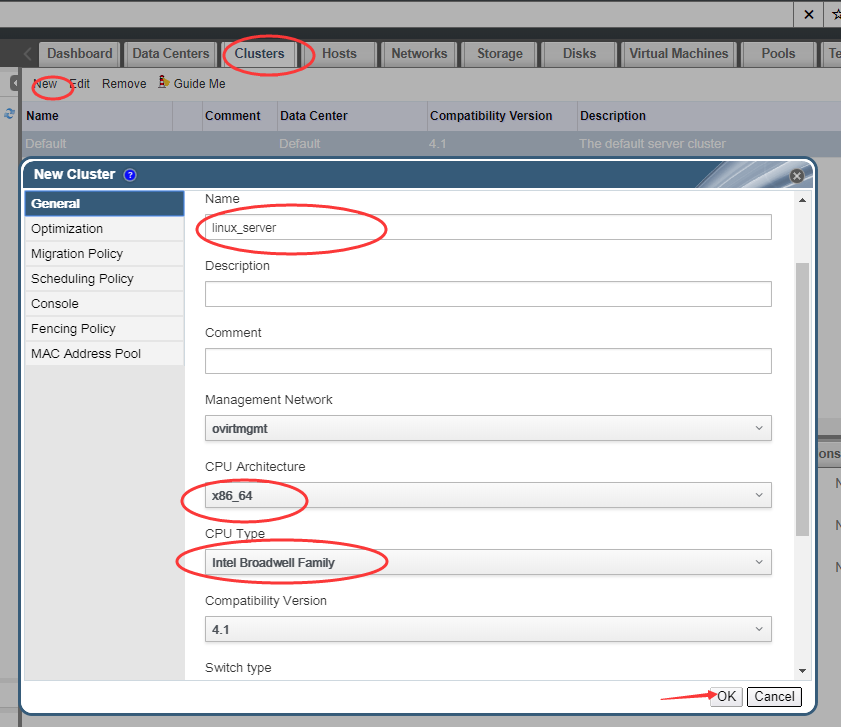 Dashboard Data Centers Clusters Hosts Networks Storage Disks Virtual Machines Pools Te
New Edit Remove Guide Me
Name Comment Data Center Compatibility Version Description
Default Default 4.1 The default server cluster
New Cluster ?
General
Optimization
Migration Policy
Scheduling Policy
Console
Fencing Policy
MAC Address Pool
Name
linux_server
Description
Comment
Management Network
ovirtmgmt
CPU Architecture
x86_64
CPU Type
Intel Broadwell Family
Compatibility Version
4.1
Switch type
ons
N
N
N
OK Cancel